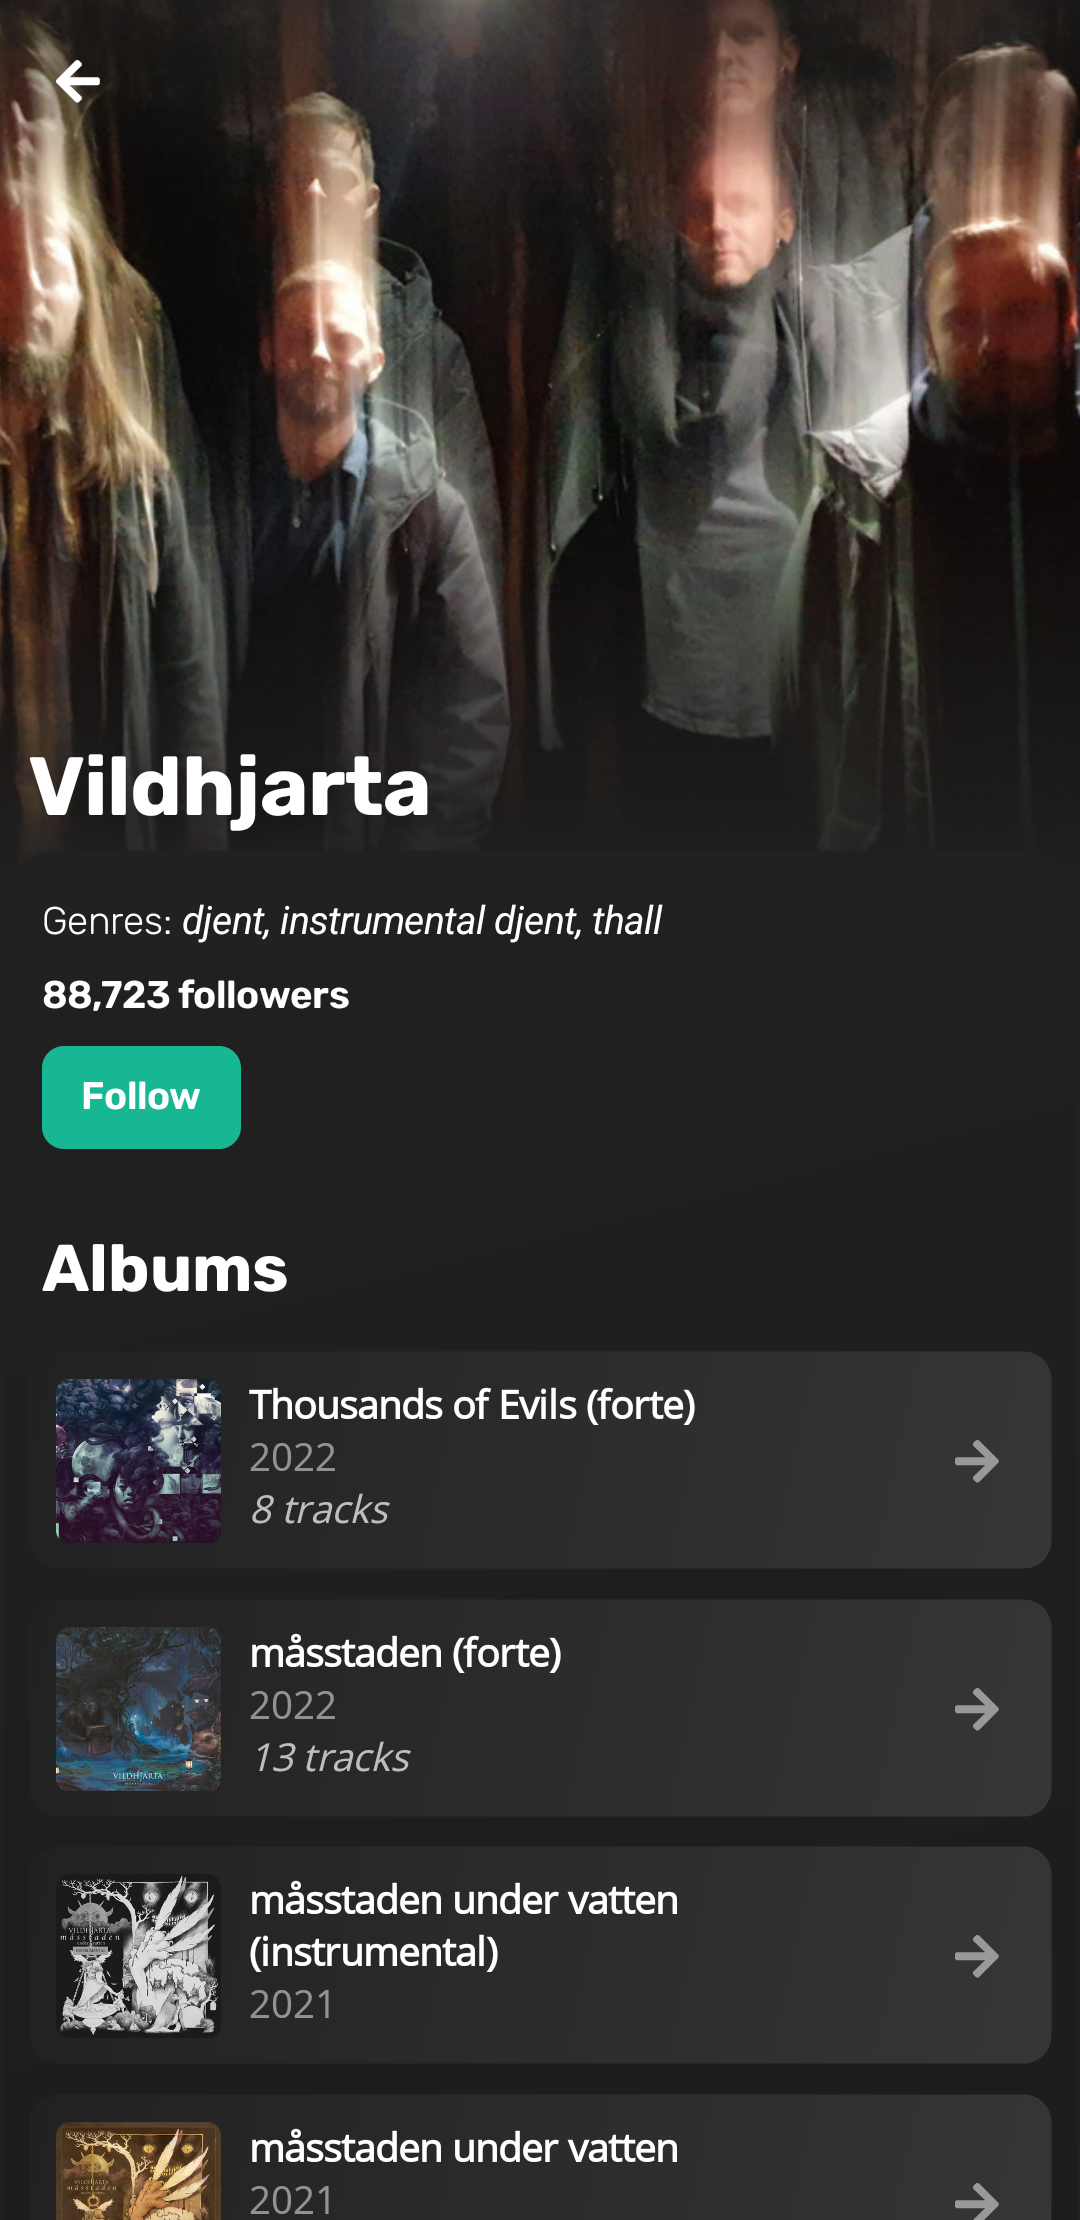 Vildhjarta
Genres: djent, instrumental djent, thall
88,723 followers
Follow
Albums
Thousands of Evils (forte)
2022
8 tracks
måsstaden (forte)
2022
13 tracks
VILDHJARTA
VILDHJARTA
måsstaden
måsstaden under vatten
(instrumental)
2021
VILDHJARTA
måsstaden
måsstaden under vatten
2021